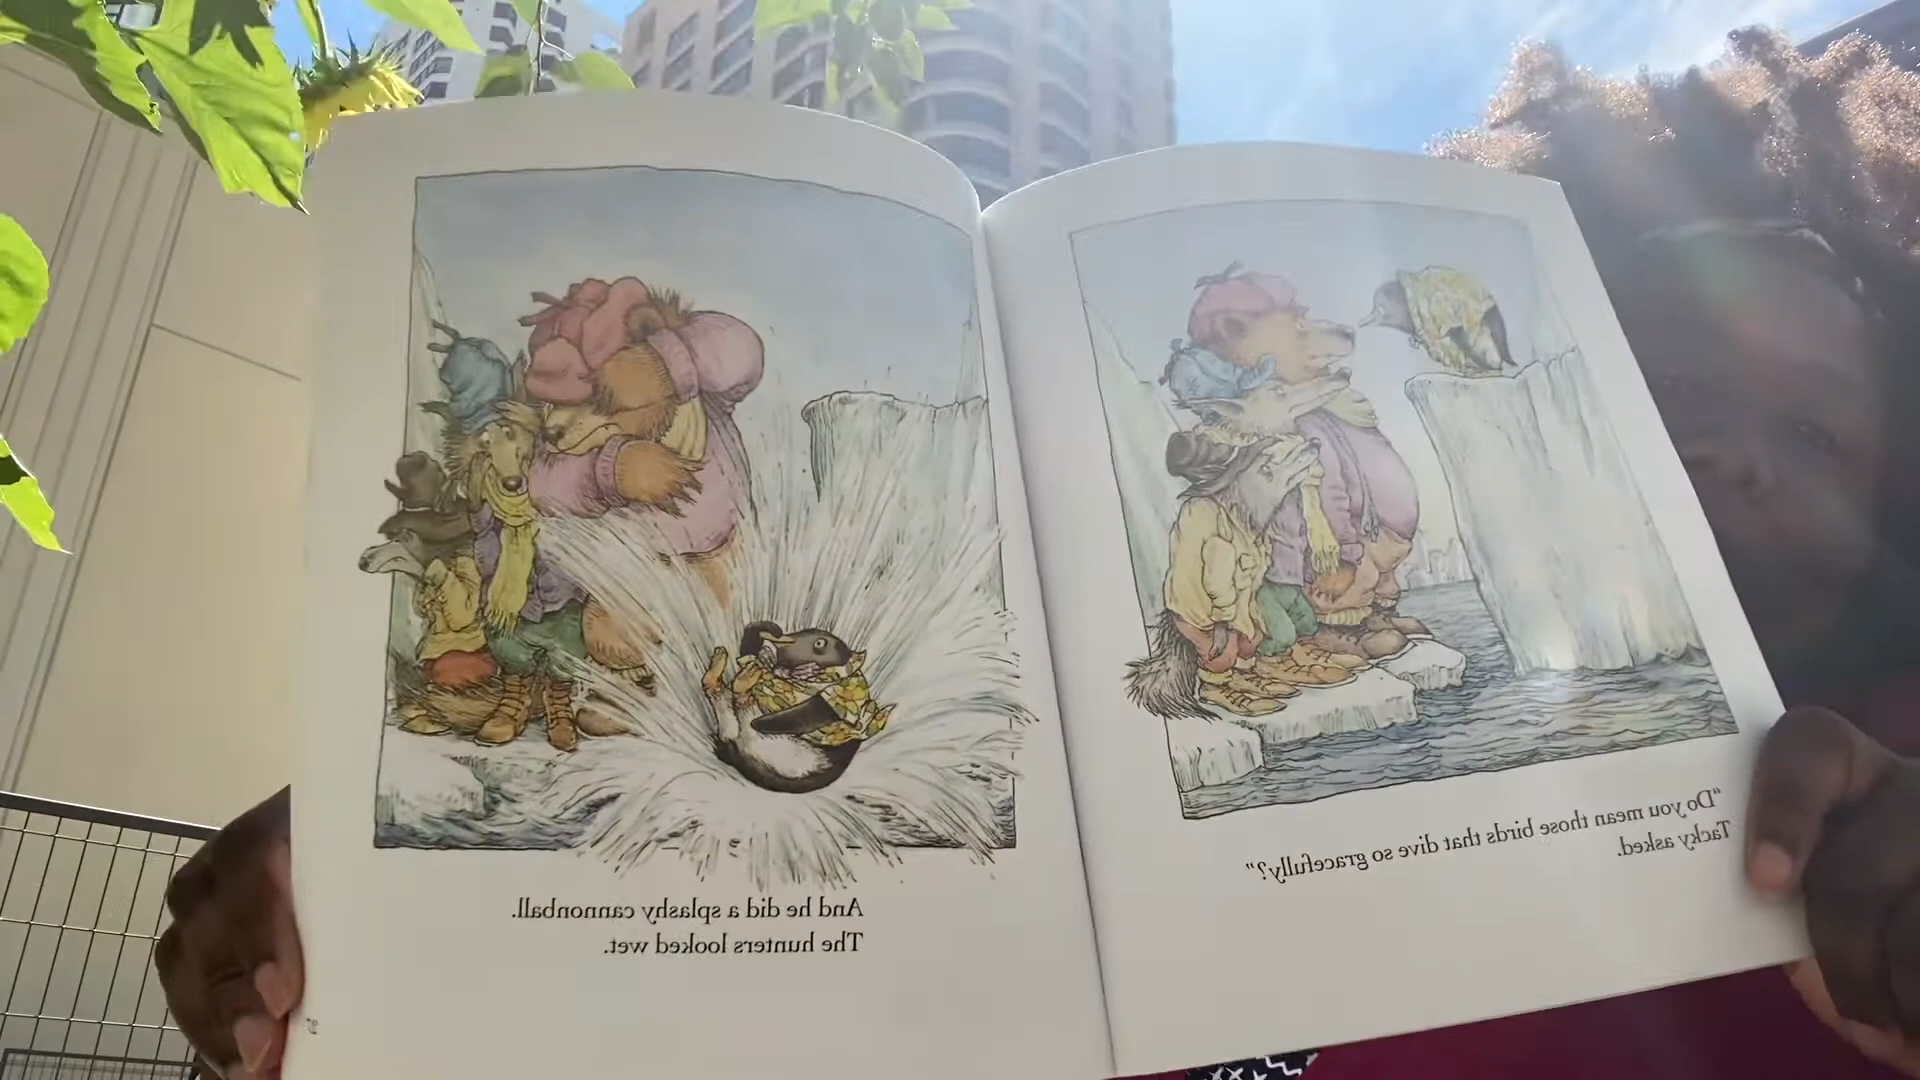 "Do you mean those birds that dive so gracefully?"
Tacky asked.
And he did a splashy cannonball.
The hunters looked wet.